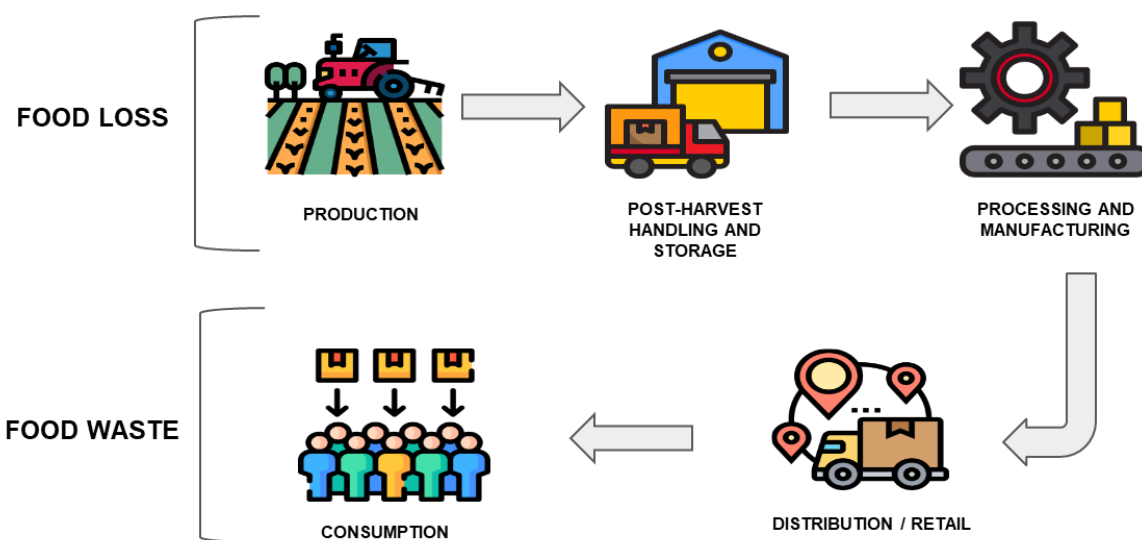 FOOD LOSS
PRODUCTION
POST-HARVEST
HANDLING AND
STORAGE
PROCESSING AND
MANUFACTURING
FOOD WASTE
CONSUMPTION
DISTRIBUTION / RETAIL